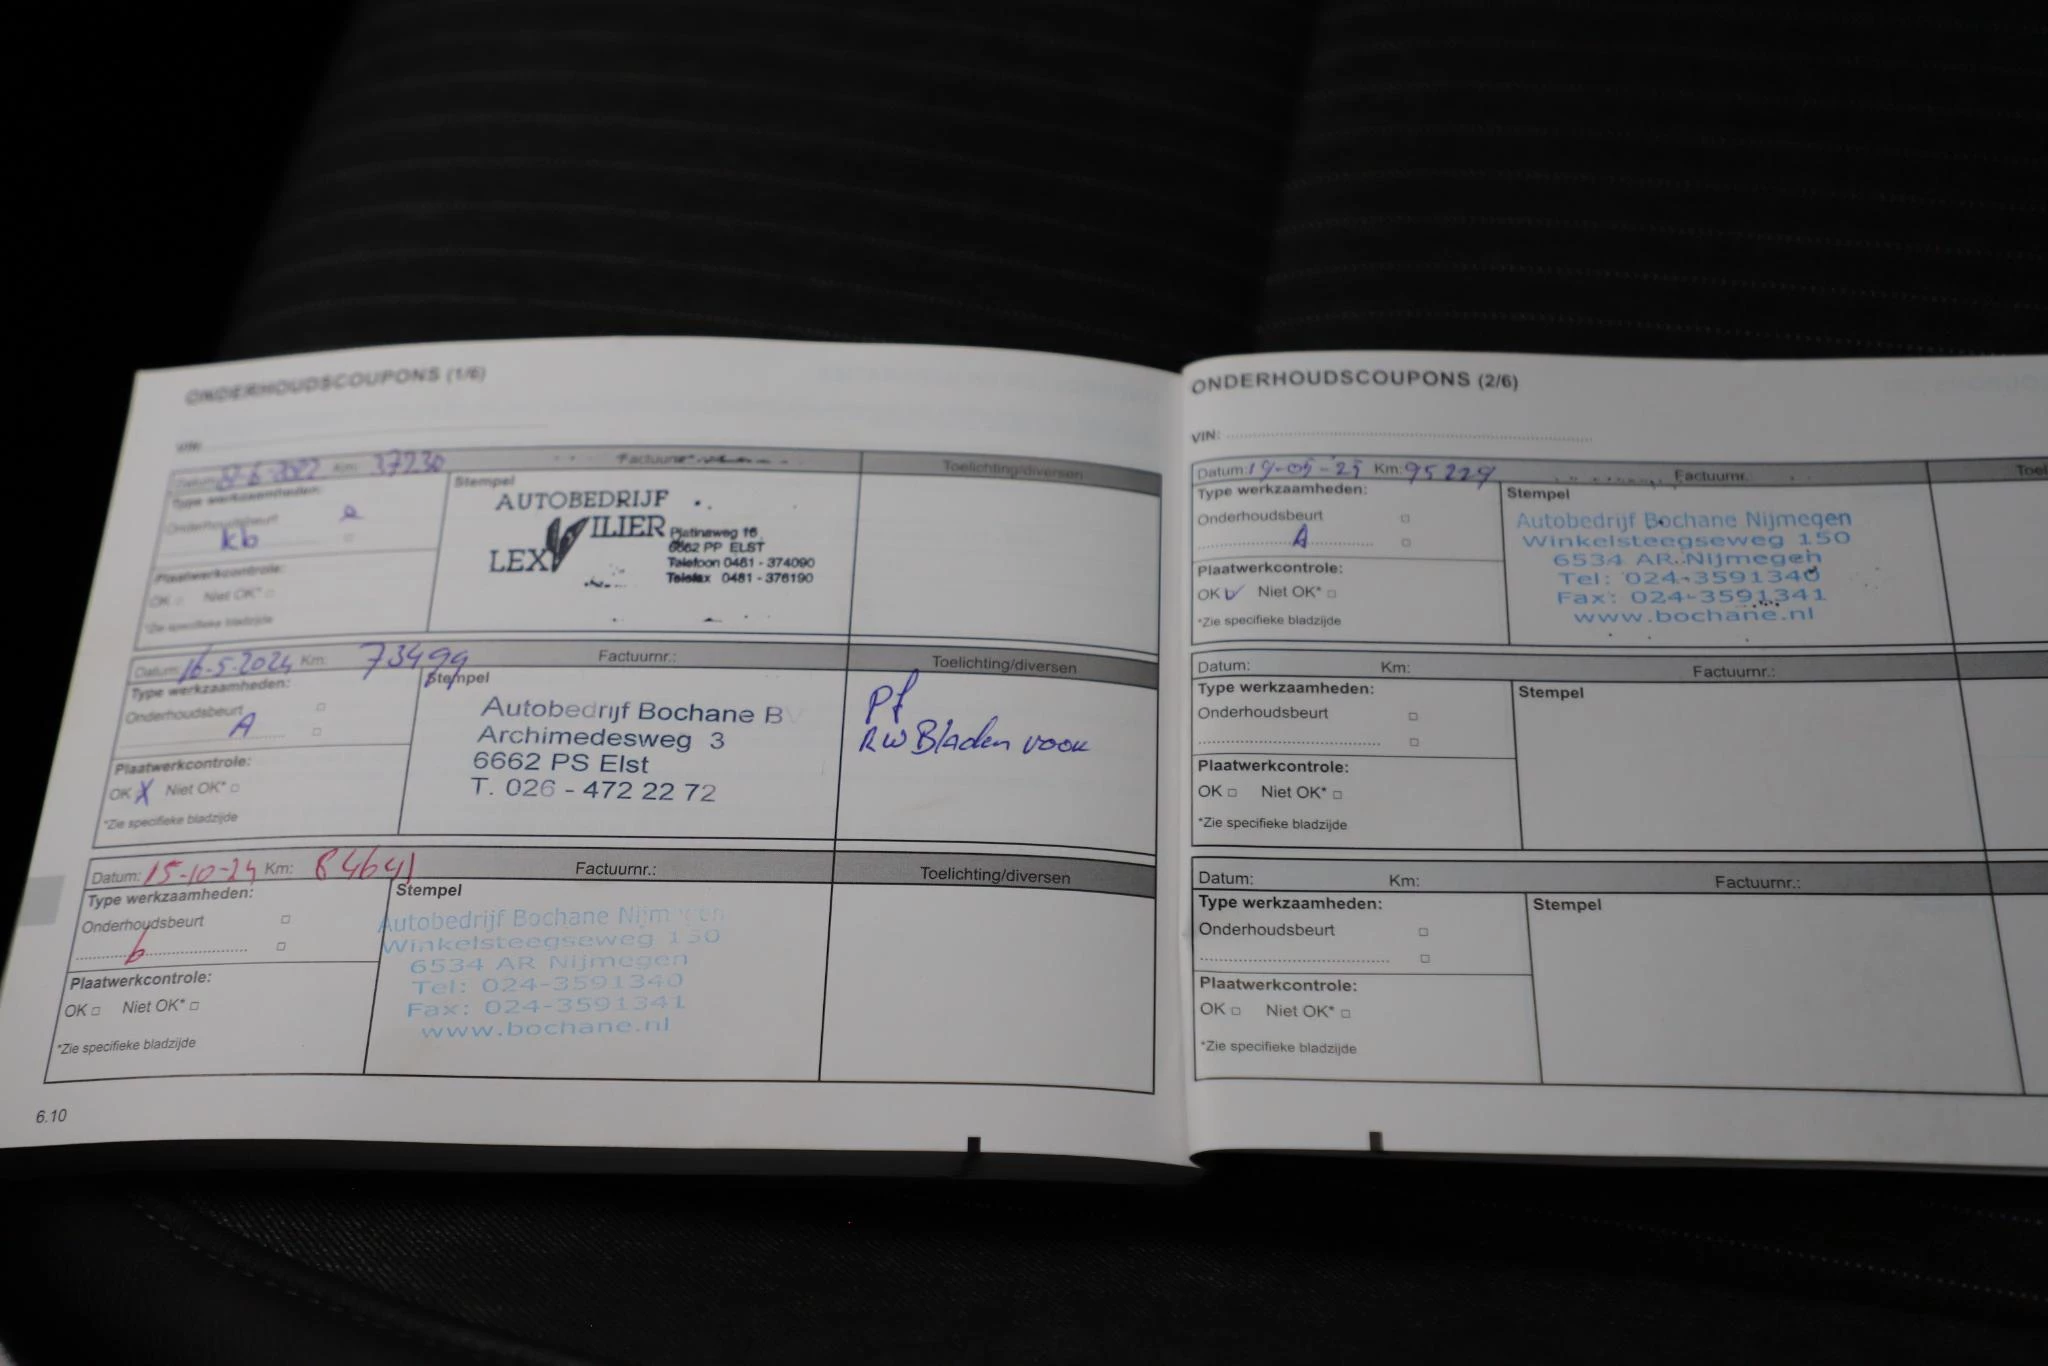 ONDERHOUDSCOUPONS (1/6)
VIN:
Datum: 8-6-2022 Km: 37230 Factuurnr.: Toelichting/diversen
Type werkzaamheden:
Onderhoudsbeurt
kb
Plaatwerkcontrole:
OK □ Niet OK* □
*Zie specifieke bladzijde
Stempel
AUTOBEDRIJF
LEX VILIER
Platinaweg 16
6662 PP ELST
Telefoon 0481 - 374090
Telefax 0481 - 376190
Datum: 16-5-2024 Km: 73499 Factuurnr.: Toelichting/diversen
Type werkzaamheden:
Onderhoudsbeurt □
A □
Plaatwerkcontrole:
OK X Niet OK* □
*Zie specifieke bladzijde
Stempel
Autobedrijf Bochane BV
Archimedesweg 3
6662 PS Elst
T. 026 - 472 22 72
Pf
RW Bladen voor
Datum: 15-10-24 Km: 84641 Factuurnr.: Toelichting/diversen
Type werkzaamheden:
Onderhoudsbeurt □
b □
Plaatwerkcontrole:
OK □ Niet OK* □
*Zie specifieke bladzijde
Stempel
Autobedrijf Bochane Nijmegen
Winkelsteegseweg 150
6534 AR Nijmegen
Tel: 024-3591340
Fax: 024-3591341
www.bochane.nl
6.10
ONDERHOUDSCOUPONS (2/6)
VIN:
Datum: Km: 95229 Factuurnr.: Toel
Type werkzaamheden:
Onderhoudsbeurt □
A □
Plaatwerkcontrole:
OK V Niet OK* □
*Zie specifieke bladzijde
Stempel
Autobedrijf Bochane Nijmegen
Winkelsteegseweg 150
6534 AR Nijmegen
Tel: 024-3591340
Fax: 024-3591341
www.bochane.nl
Datum: Km: Factuurnr.:
Type werkzaamheden:
Onderhoudsbeurt □
Plaatwerkcontrole:
OK □ Niet OK* □
*Zie specifieke bladzijde
Stempel
Datum: Km: Factuurnr.:
Type werkzaamheden:
Onderhoudsbeurt □
Plaatwerkcontrole:
OK □ Niet OK* □
*Zie specifieke bladzijde
Stempel